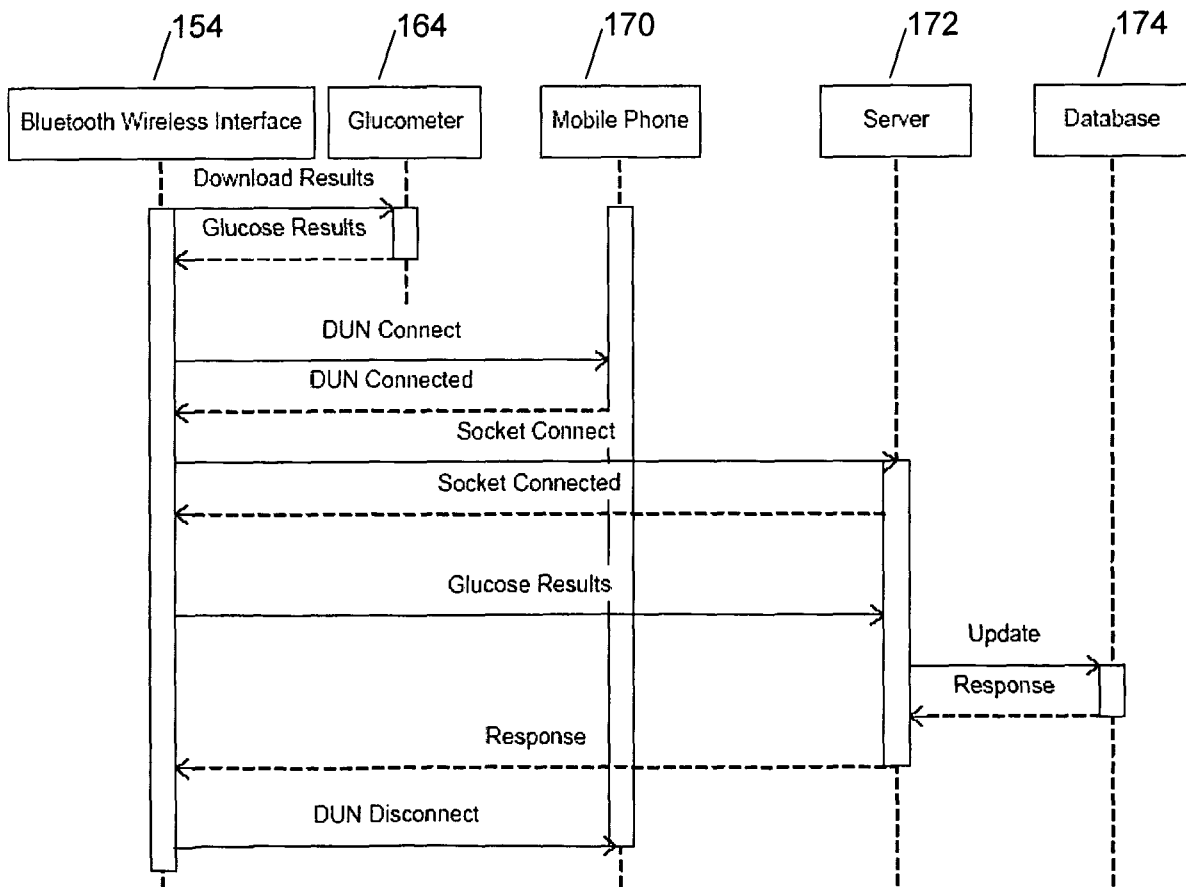 154
164
170
172
174
Bluetooth Wireless Interface
Glucometer
Mobile Phone
Server
Database
Download Results
Glucose Results
DUN Connect
DUN Connected
Socket Connect
Socket Connected
Glucose Results
Update
Response
Response
DUN Disconnect